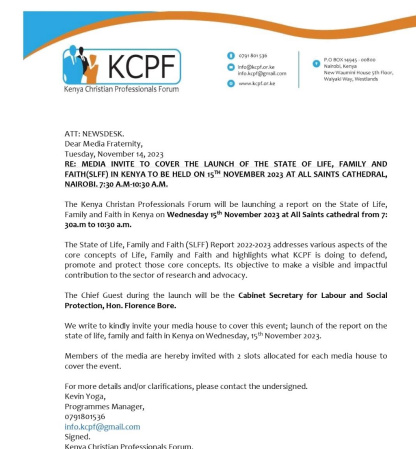 KCPF
Kenya Christian Professionals Forum
0791 801 536
info@kcpf.or.ke
info.kcpf@gmail.com
www.kcpf.or.ke
P.O BOX 14945 - 00800
Nairobi, Kenya
New Waumini House 5th Floor,
Waiyaki Way, Westlands
ATT: NEWSDESK.
Dear Media Fraternity,
Tuesday, November 14, 2023
RE: MEDIA INVITE TO COVER THE LAUNCH OF THE STATE OF LIFE, FAMILY AND
FAITH(SLFF) IN KENYA TO BE HELD ON 15TH NOVEMBER 2023 AT ALL SAINTS CATHEDRAL,
NAIROBI. 7:30 A.M-10:30 A.M.
The Kenya Christan Professionals Forum will be launching a report on the State of Life,
Family and Faith in Kenya on Wednesday 15th November 2023 at All Saints cathedral from 7:
30a.m to 10:30 a.m.
The State of Life, Family and Faith (SLFF) Report 2022-2023 addresses various aspects of the
core concepts of Life, Family and Faith and highlights what KCPF is doing to defend,
promote and protect those core concepts. Its objective to make a visible and impactful
contribution to the sector of research and advocacy.
The Chief Guest during the launch will be the Cabinet Secretary for Labour and Social
Protection, Hon. Florence Bore.
We write to kindly invite your media house to cover this event; launch of the report on the
state of life, family and faith in Kenya on Wednesday, 15th November 2023.
Members of the media are hereby invited with 2 slots allocated for each media house to
cover the event.
For more details and/or clarifications, please contact the undersigned.
Kevin Yoga,
Programmes Manager,
0791801536
info.kcpf@gmail.com
Signed.
Kenya Christian Professionals Forum.